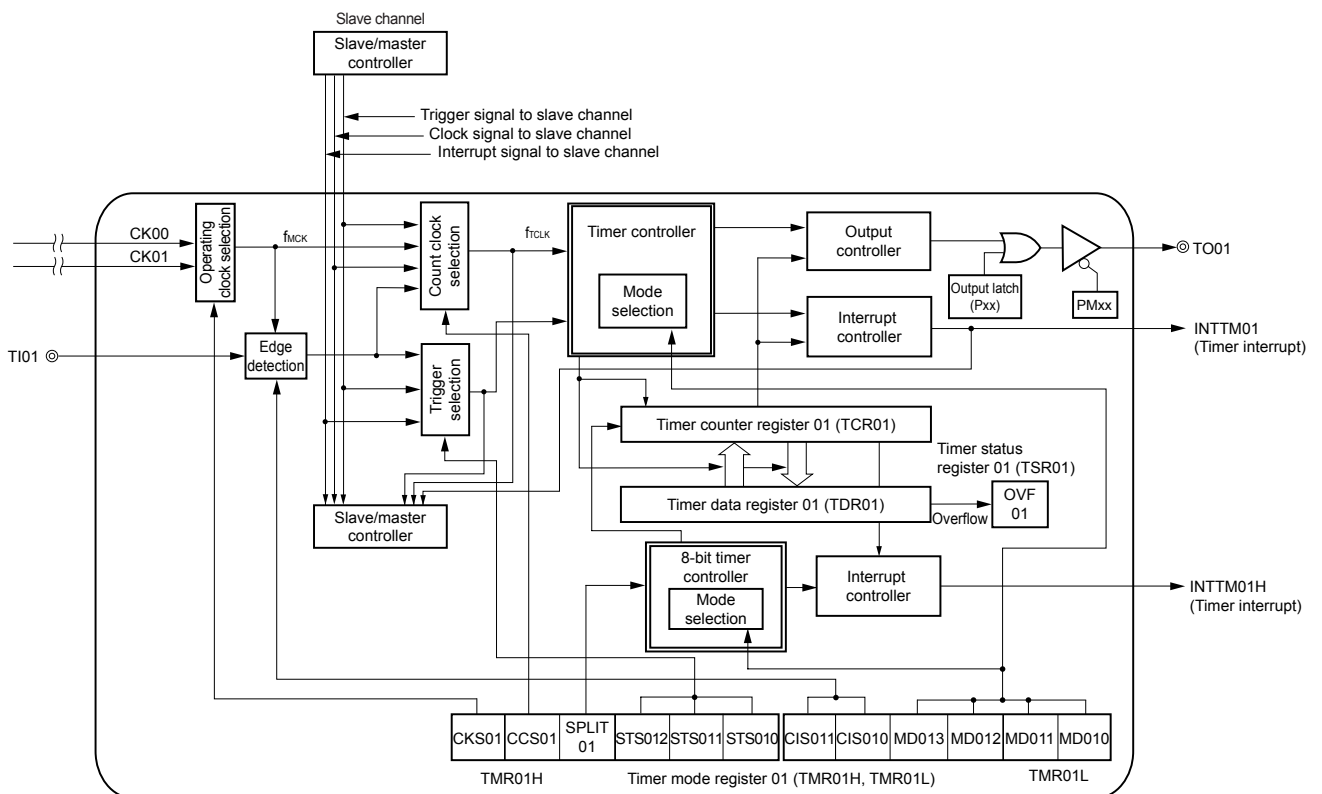 Slave channel
Slave/master
controller
Trigger signal to slave channel
Clock signal to slave channel
Interrupt signal to slave channel
CK00
CK01
Operating
clock selection
fMCK
Count clock
selection
fTCLK
Timer controller
Mode
selection
Output
controller
Output latch
(Pxx)
PMxx
TO01
Interrupt
controller
INTTM01
(Timer interrupt)
TI01
Edge
detection
Trigger
selection
Timer counter register 01 (TCR01)
Timer status
register 01 (TSR01)
Slave/master
controller
Timer data register 01 (TDR01)
Overflow
OVF
01
8-bit timer
controller
Mode
selection
Interrupt
controller
INTTM01H
(Timer interrupt)
CKS01 CCS01 SPLIT
01 STS012 STS011 STS010 CIS011 CIS010 MD013 MD012 MD011 MD010
TMR01H Timer mode register 01 (TMR01H, TMR01L) TMR01L